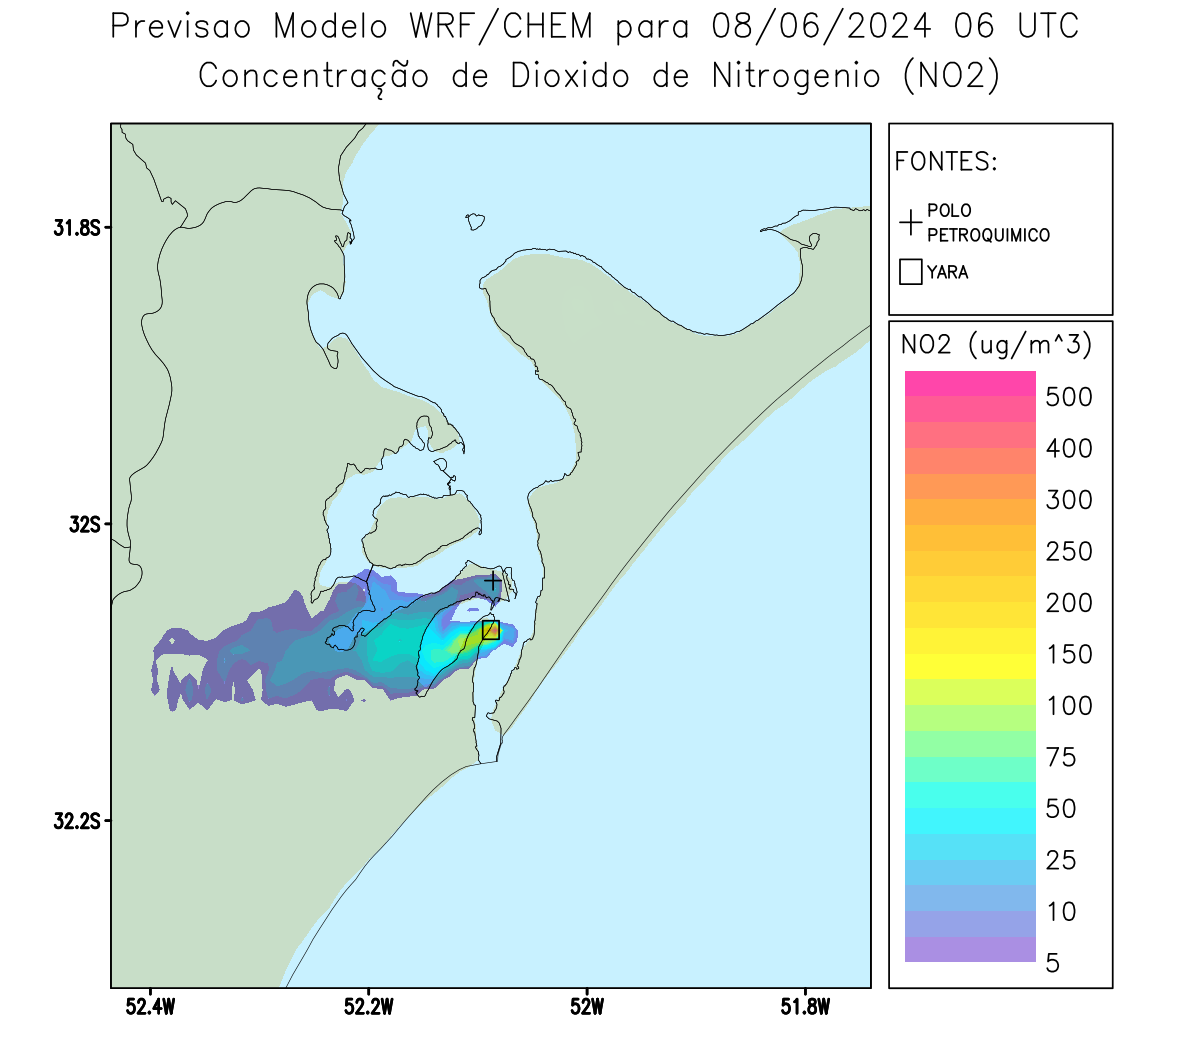 Previsao Modelo WRF/CHEM para 08/06/2024 06 UTC
Concentração de Dioxido de Nitrogenio (NO2)
FONTES:
POLO
PETROQUIMICO
YARA
31.8S
32S
32.2S
NO2 (ug/m^3)
500
400
300
250
200
150
100
75
50
25
10
5
52.4W
52.2W
52W
51.8W